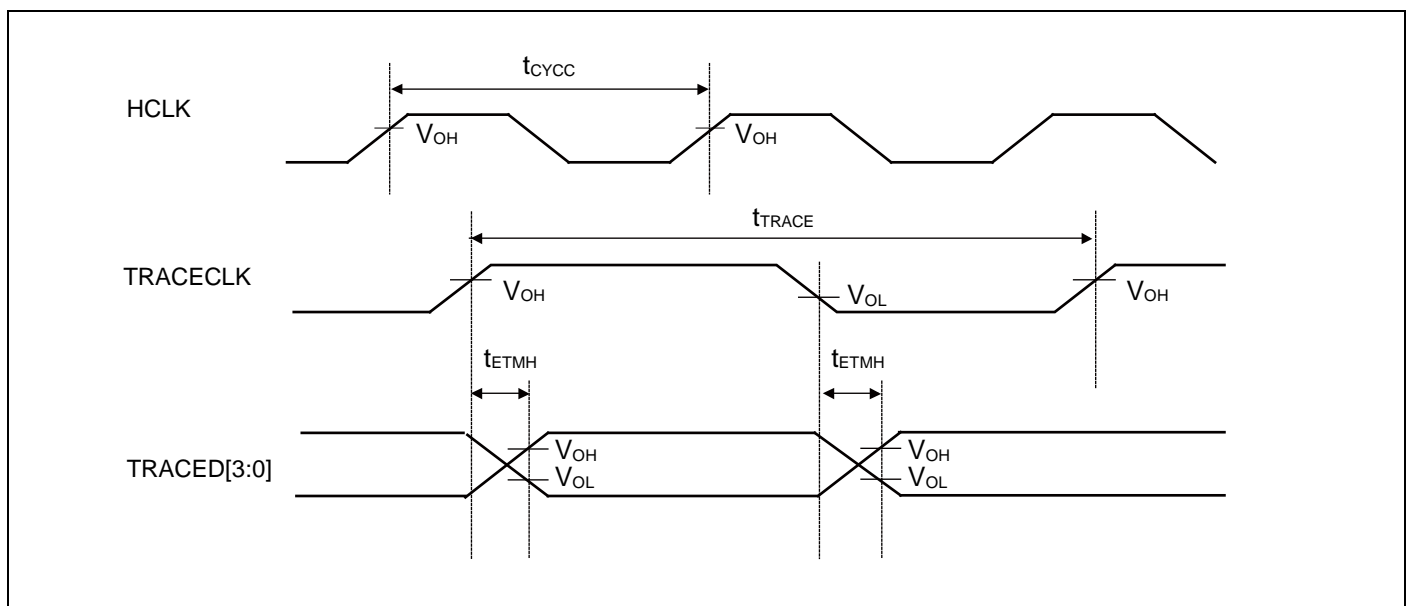 tCYCC
HCLK
VOH VOH
tTRACE
TRACECLK
VOH VOL VOH
tETMH tETMH
TRACED[3:0]
VOH VOH
VOL VOL